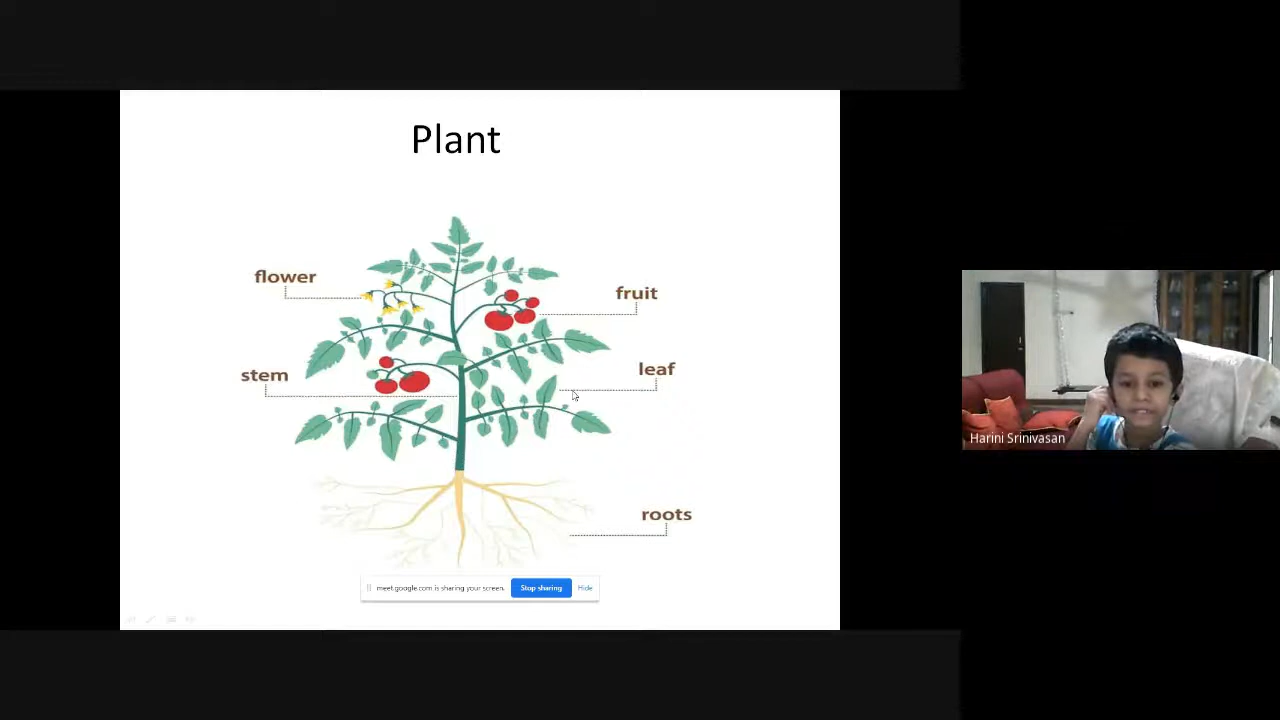 Plant
flower
fruit
leaf
stem
Harini Srinivasan
roots
meet.google.com is sharing your screen.
Stop sharing
Hide